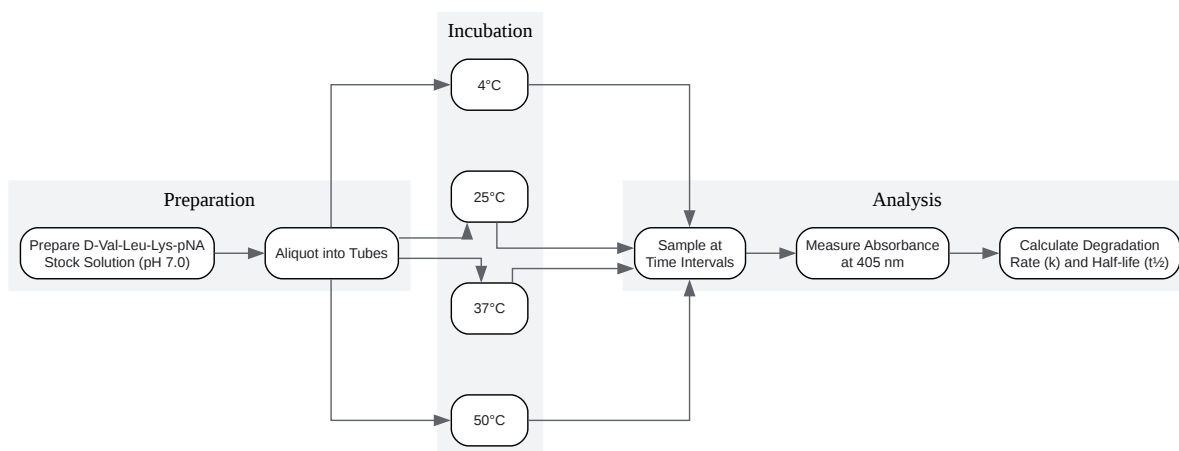 Preparation
Prepare D-Val-Leu-Lys-pNA
Stock Solution (pH 7.0)
Aliquot into Tubes
Incubation
4°C
25°C
37°C
50°C
Analysis
Sample at
Time Intervals
Measure Absorbance
at 405 nm
Calculate Degradation
Rate (k) and Half-life (t½)